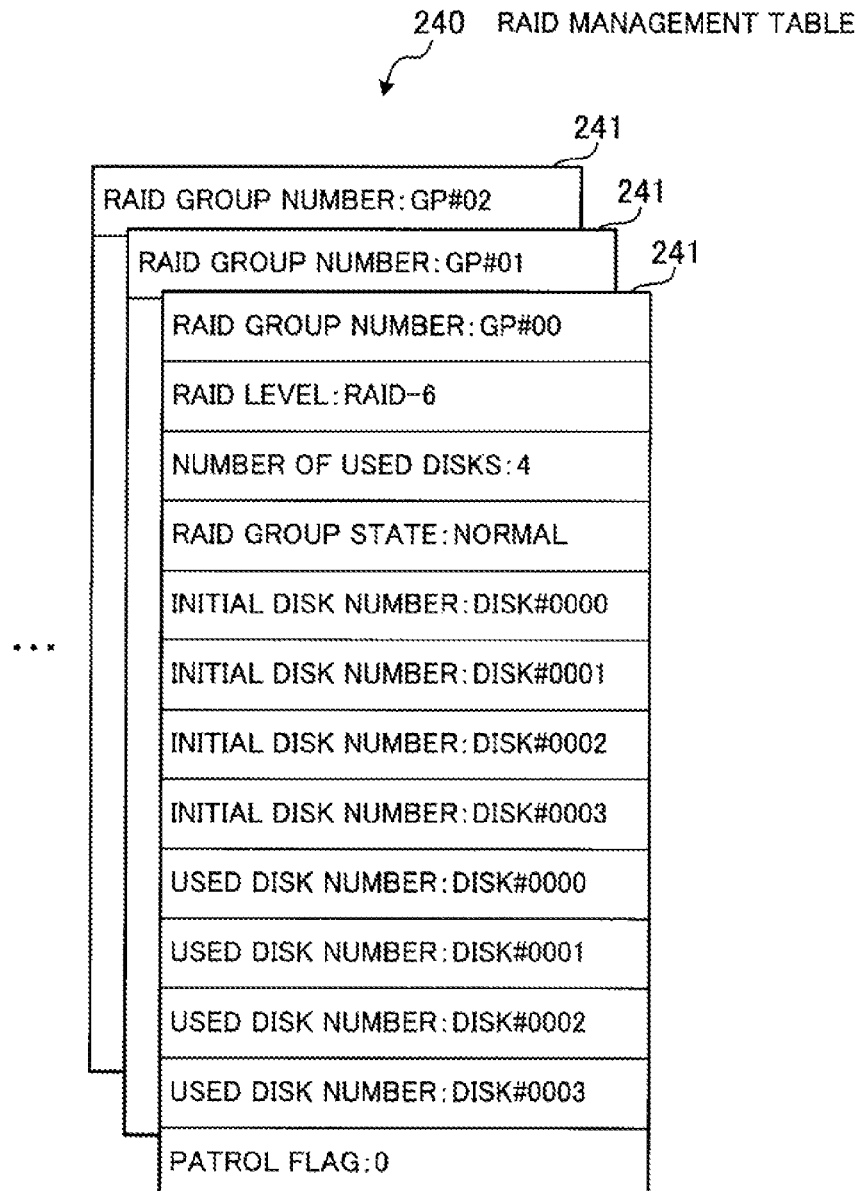 240 RAID MANAGEMENT TABLE
241
RAID GROUP NUMBER:GP#02
241
RAID GROUP NUMBER:GP#01
241
RAID GROUP NUMBER:GP#00
RAID LEVEL:RAID-6
NUMBER OF USED DISKS:4
RAID GROUP STATE:NORMAL
INITIAL DISK NUMBER:DISK#0000
...
INITIAL DISK NUMBER:DISK#0001
INITIAL DISK NUMBER:DISK#0002
INITIAL DISK NUMBER:DISK#0003
USED DISK NUMBER:DISK#0000
USED DISK NUMBER:DISK#0001
USED DISK NUMBER:DISK#0002
USED DISK NUMBER:DISK#0003
PATROL FLAG:0